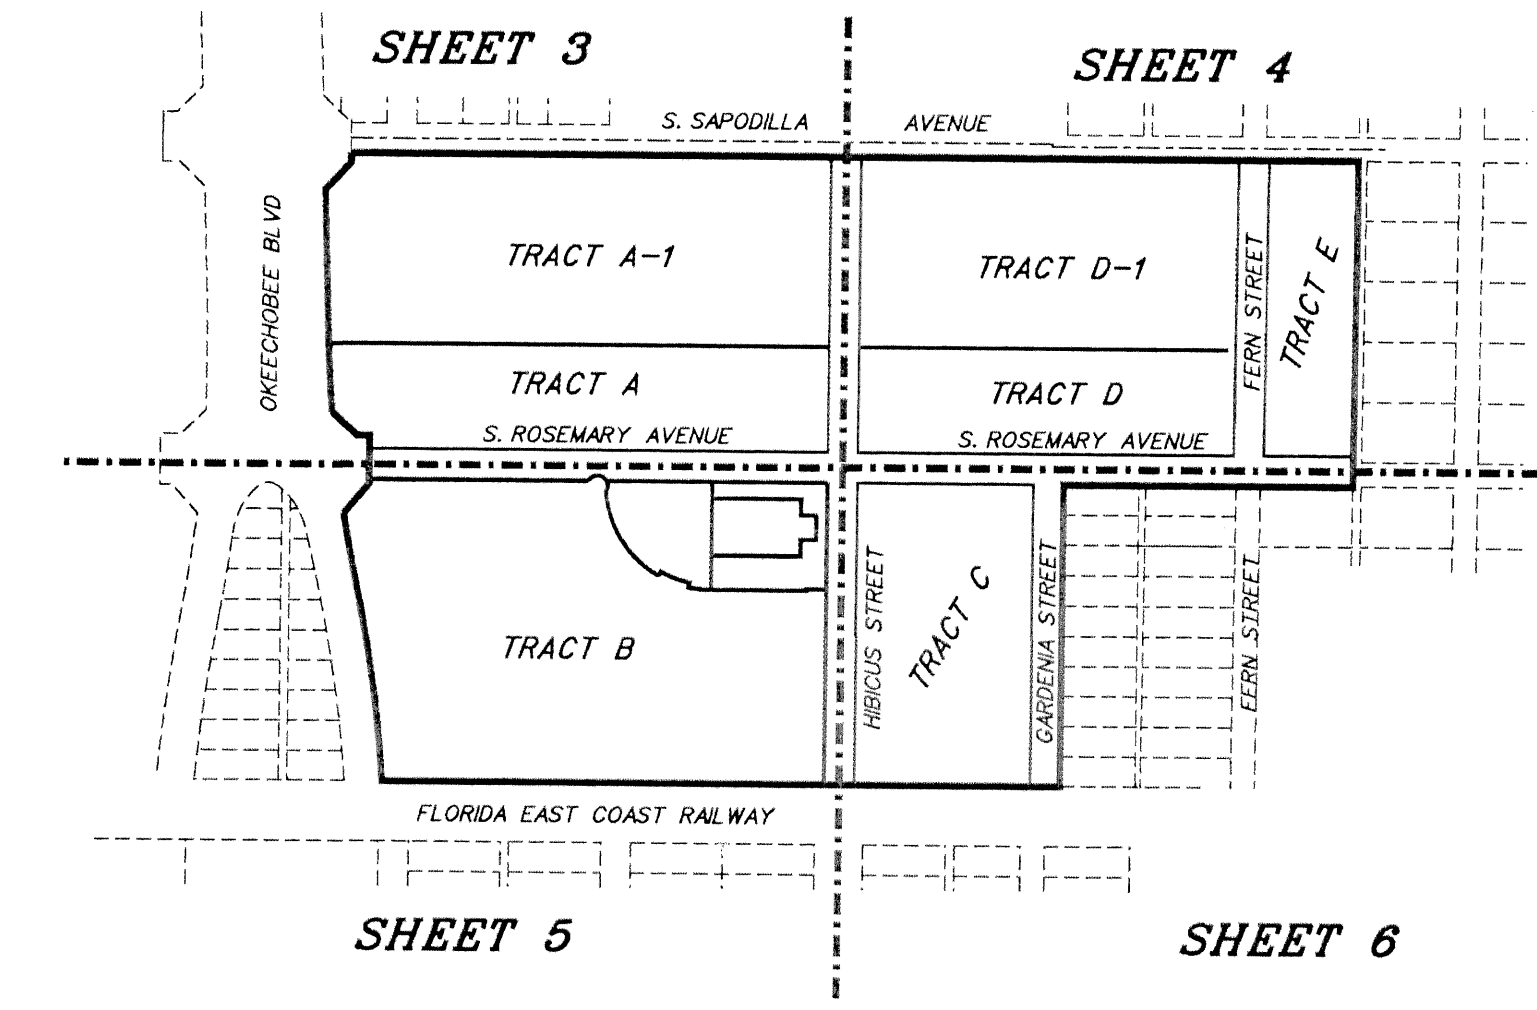 SHEET 3
SHEET 4
S. SAPODILLA AVENUE
OKEECHOBEE BLVD
TRACT A-1
TRACT D-1
FERN STREET
TRACT E
TRACT A
TRACT D
S. ROSEMARY AVENUE
S. ROSEMARY AVENUE
TRACT B
HIBICUS STREET
TRACT C
GARDENIA STREET
FERN STREET
FLORIDA EAST COAST RAILWAY
SHEET 5
SHEET 6